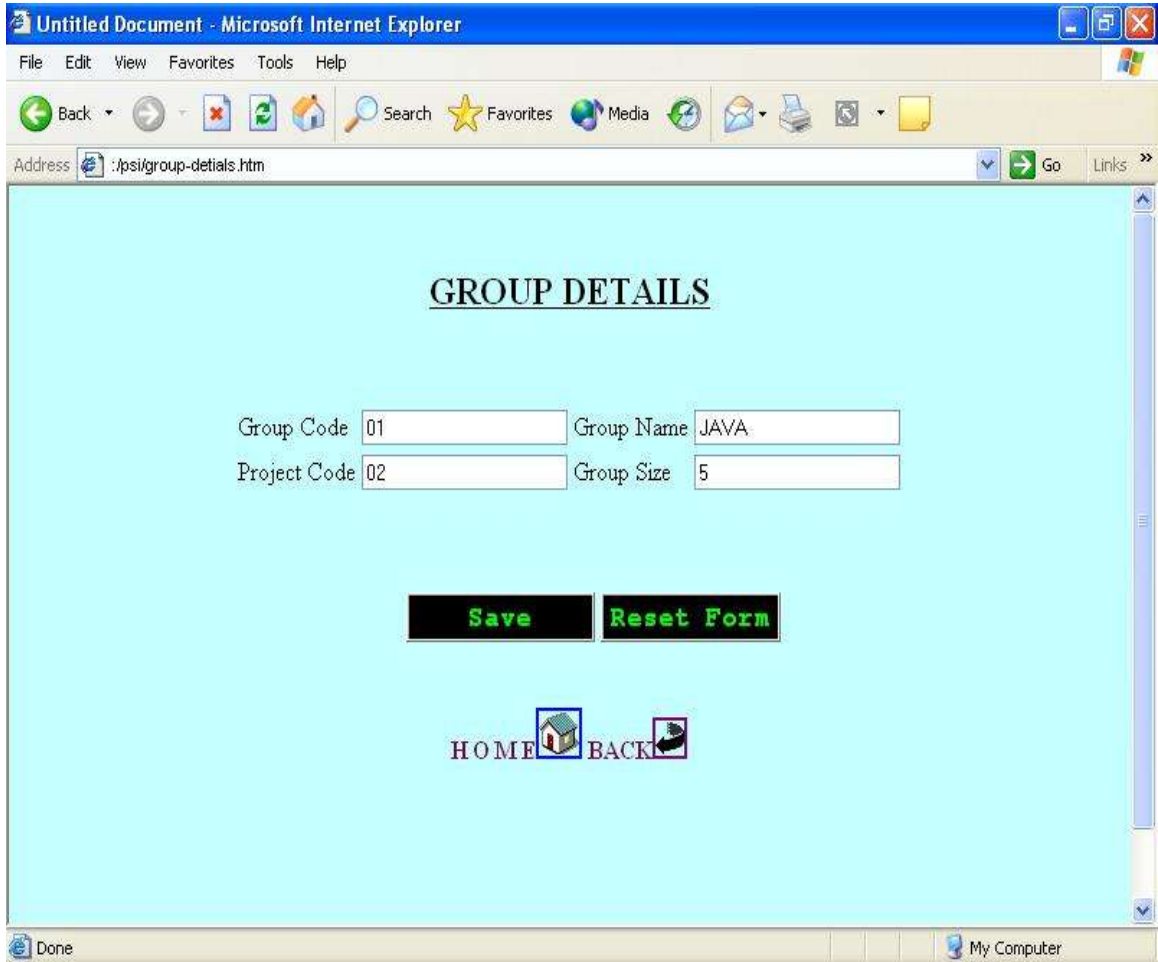 Untitled Document - Microsoft Internet Explorer
File Edit View Favorites Tools Help
Back Search Favorites Media
Address :/psi/group-detials.htm Go Links »
GROUP DETAILS
Group Code 01 Group Name JAVA
Project Code 02 Group Size 5
Save Reset Form
HOME BACK
Done My Computer